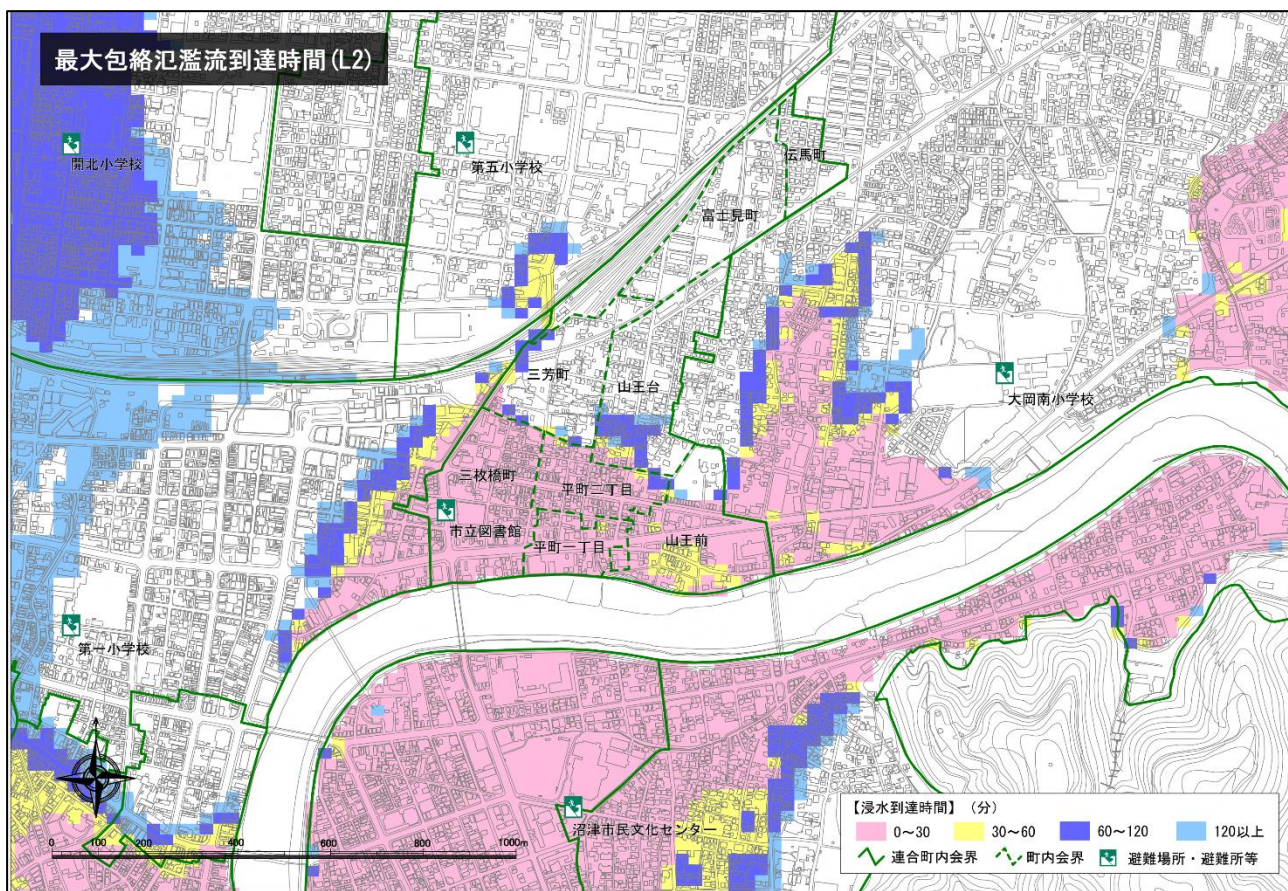 最大包絡氾濫流到達時間(L2)
開北小学校
第五小学校
伝馬町
富士見町
三芳町
山王台
大岡南小学校
三枚橋町
平町二丁目
市立図書館
平町一丁目
山王前
第一小学校
沼津市民文化センター
0 200 400 600 800 1000m
【浸水到達時間】 (分)
0～30 30～60 60～120 120以上
連合町内会界 町内会界 避難場所・避難所等